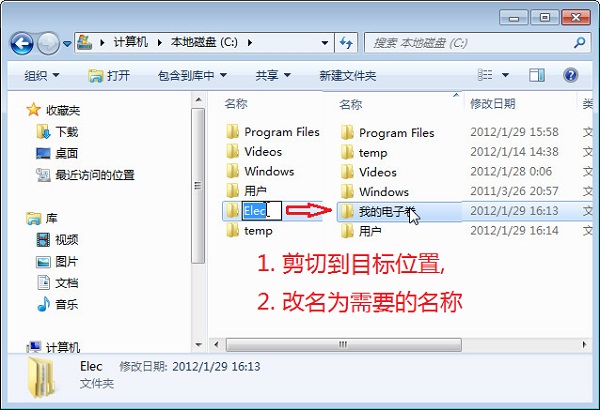 计算机 ▸ 本地磁盘 (C:) ▸
搜索 本地磁盘 (C:)
组织 打开 包含到库中 共享 新建文件夹
收藏夹
下载
桌面
最近访问的位置
库
视频
图片
文档
音乐
计算机
名称
Program Files
Videos
Windows
用户
Elec
temp
名称 修改日期 类
Program Files 2012/1/29 15:58 文
temp 2012/1/14 14:38 文
Videos 2012/1/28 0:06 文
Windows 2011/3/26 20:57 文
我的电子 2012/1/29 16:13 文
用户 2012/1/29 16:14 文
1. 剪切到目标位置,
2. 改名为需要的名称
Elec 修改日期: 2012/1/29 16:13
文件夹